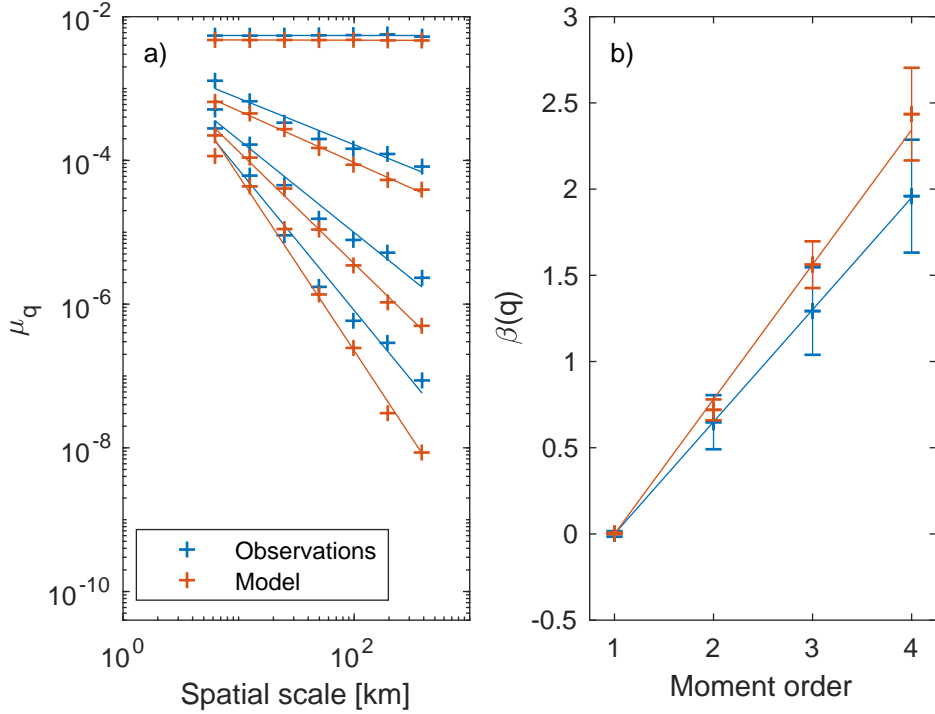 a)
10^-2
10^-4
10^-6
10^-8
10^-10
μ_q
10^0
10^2
Spatial scale [km]
Observations
Model
b)
3
2.5
2
1.5
1
0.5
0
-0.5
β(q)
1
2
3
4
Moment order